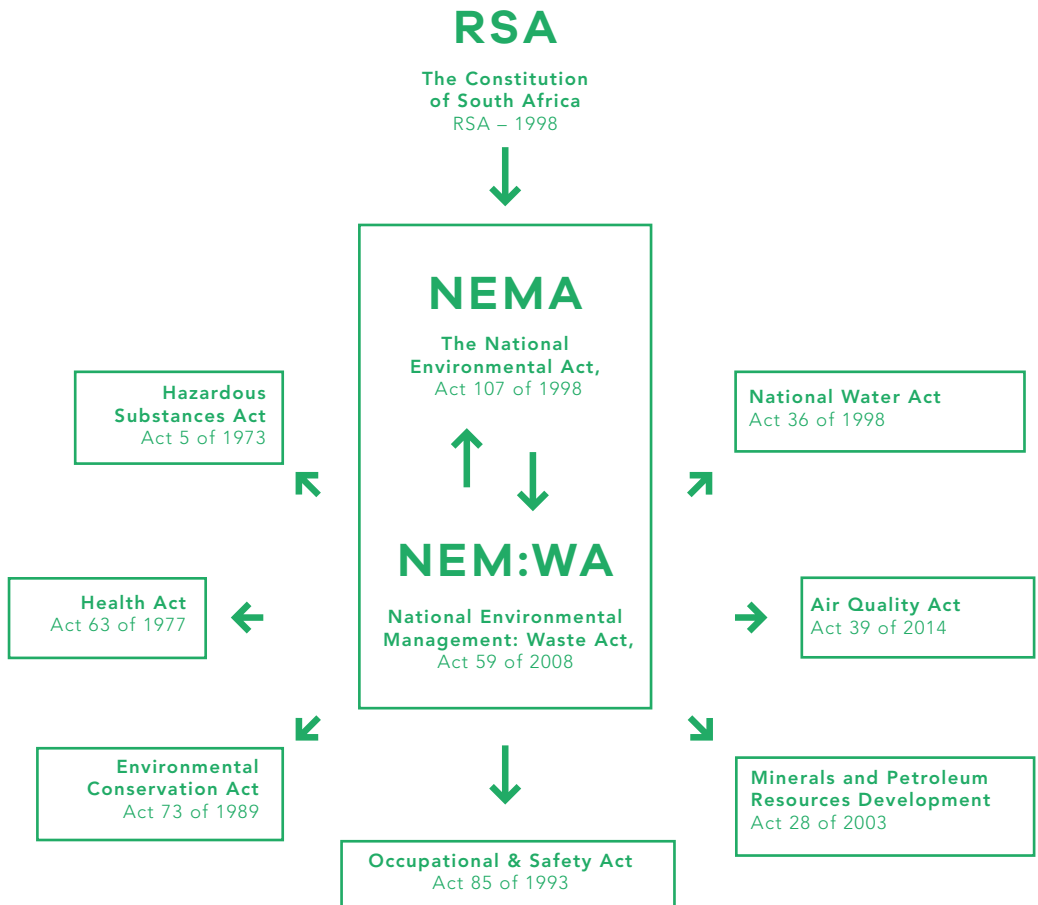 RSA
The Constitution
of South Africa
RSA – 1998
NEMA
The National
Environmental Act,
Act 107 of 1998
NEM:WA
National Environmental
Management: Waste Act,
Act 59 of 2008
Hazardous
Substances Act
Act 5 of 1973
Health Act
Act 63 of 1977
Environmental
Conservation Act
Act 73 of 1989
National Water Act
Act 36 of 1998
Air Quality Act
Act 39 of 2014
Minerals and Petroleum
Resources Development
Act 28 of 2003
Occupational & Safety Act
Act 85 of 1993